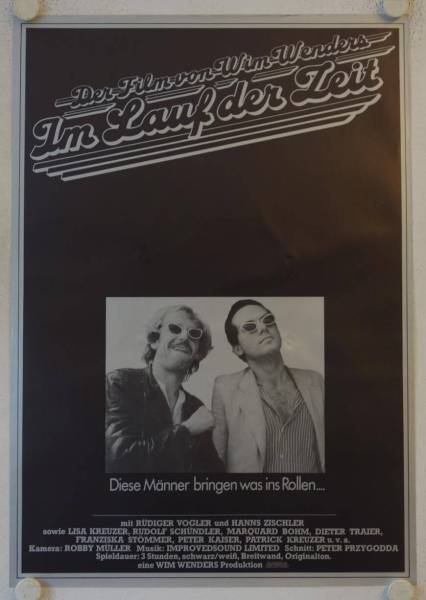 Der Film von Wim Wenders
Im Lauf der Zeit
Diese Männer bringen was ins Rollen....
mit RÜDIGER VOGLER und HANNS ZISCHLER
sowie LISA KREUZER, RUDOLF SCHÜNDLER, MARQUARD BOHM, DIETER TRAIER,
FRANZISKA STÖMMER, PETER KAISER, PATRICK KREUZER u. v. a.
Kamera: ROBBY MÜLLER Musik: IMPROVEDSOUND LIMITED Schnitt: PETER PRZYGODDA
Spieldauer: 3 Stunden, schwarz/weiß, Breitwand, Originalton.
eine WIM WENDERS Produktion